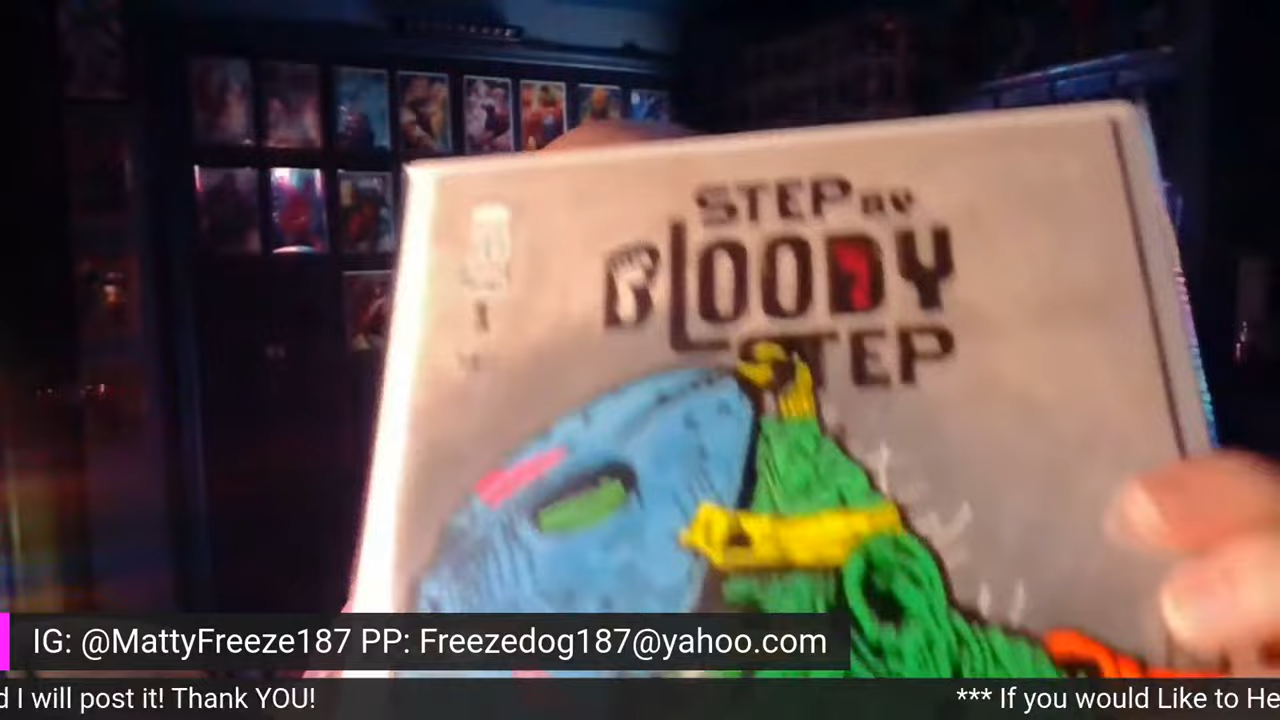 STEP BY
BLOODY
STEP
1
IG: @MattyFreeze187 PP: Freezedog187@yahoo.com
d I will post it! Thank YOU!
*** If you would Like to He